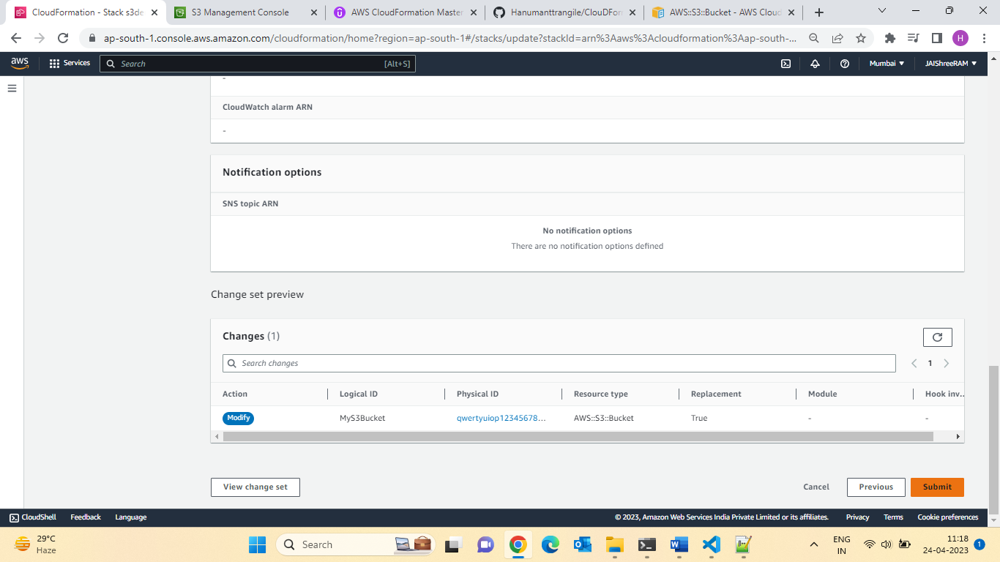 CloudFormation - Stack s3de
S3 Management Console
AWS CloudFormation Master
Hanumanttrangile/ClouDForm
AWS::S3::Bucket - AWS Cloud
ap-south-1.console.aws.amazon.com/cloudformation/home?region=ap-south-1#/stacks/update?stackId=arn%3Aaws%3Acloudformation%3Aap-south-...
H
aws
Services
Search
[Alt+S]
Mumbai
JAIShreeRAM
-
CloudWatch alarm ARN
-
Notification options
SNS topic ARN
No notification options
There are no notification options defined
Change set preview
Changes (1)
Search changes
1
Action Logical ID Physical ID Resource type Replacement Module Hook inv..
Modify MyS3Bucket qwertyuiop12345678... AWS::S3::Bucket True - -
View change set
Cancel
Previous
Submit
CloudShell
Feedback
Language
© 2023, Amazon Web Services India Private Limited or its affiliates.
Privacy
Terms
Cookie preferences
29°C
Haze
Search
ENG
IN
11:18
24-04-2023
1